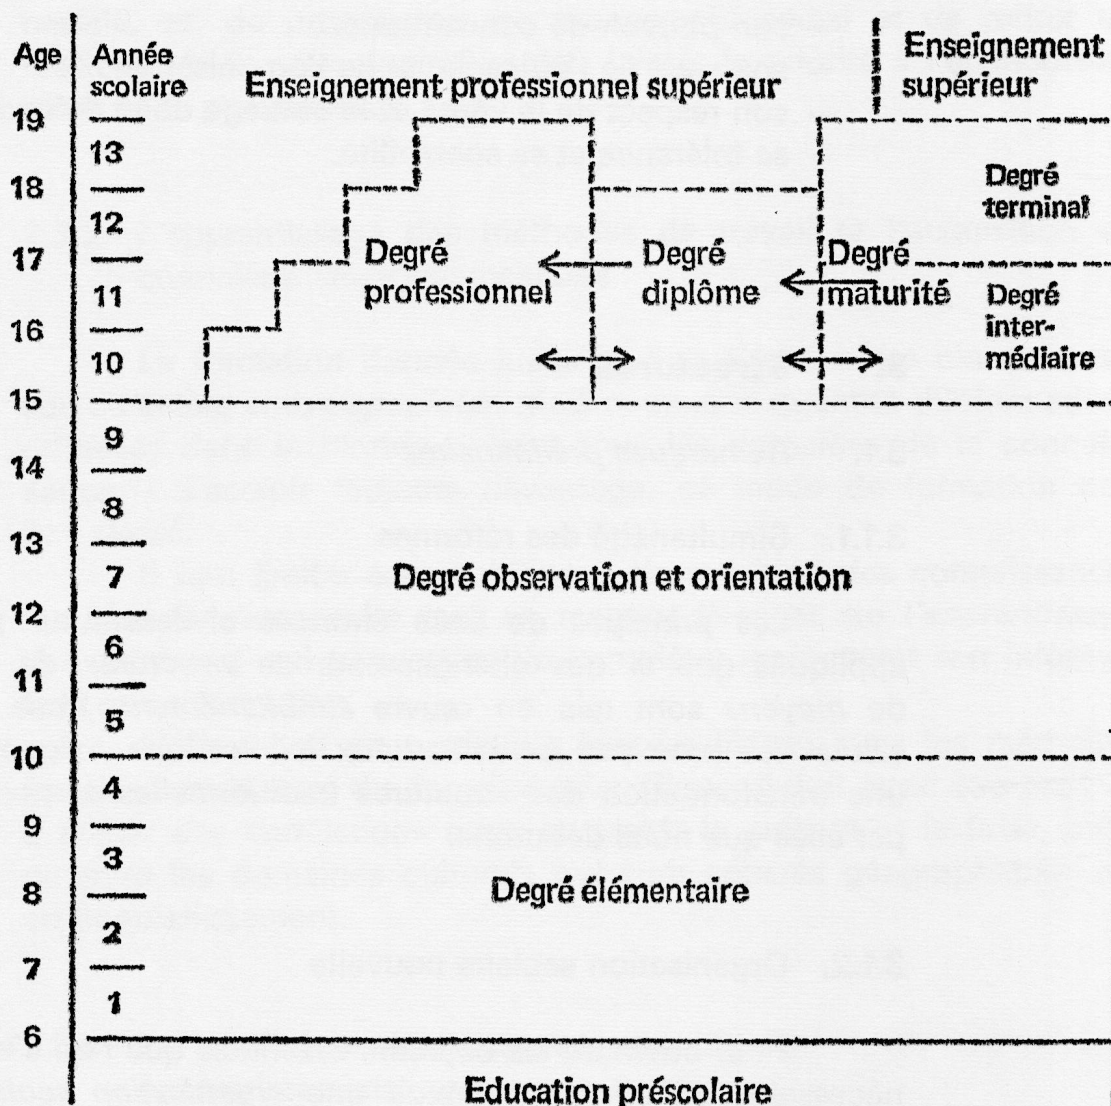 Age
Année
scolaire
Enseignement professionnel supérieur
Enseignement
supérieur
19
13
18
12
17
11
16
10
15
9
14
8
13
7
12
6
11
5
10
4
9
3
8
2
7
1
6
Degré
professionnel
Degré
diplôme
Degré
maturité
Degré
terminal
Degré
inter-
médiaire
Degré observation et orientation
Degré élémentaire
Education préscolaire